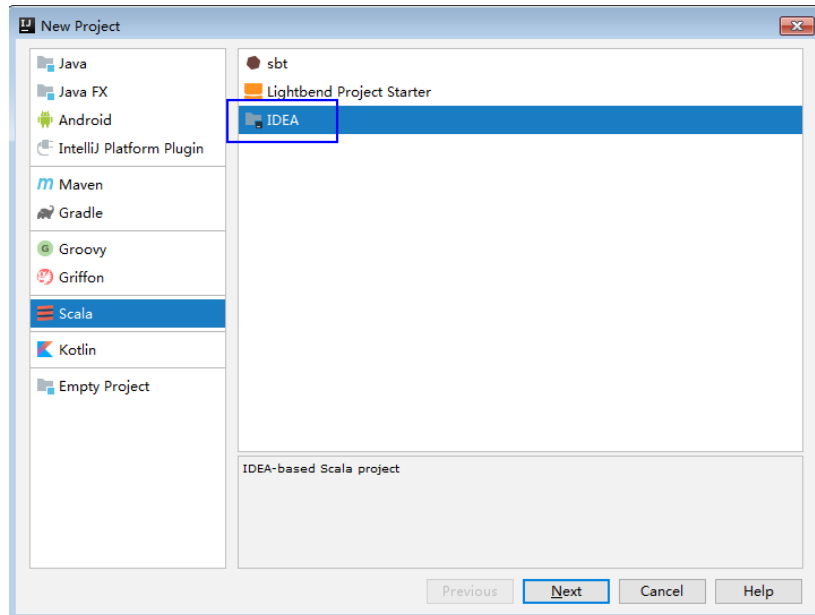 New Project
Java
Java FX
Android
IntelliJ Platform Plugin
Maven
Gradle
Groovy
Griffon
Scala
Kotlin
Empty Project
sbt
Lightbend Project Starter
IDEA
IDEA-based Scala project
Previous
Next
Cancel
Help